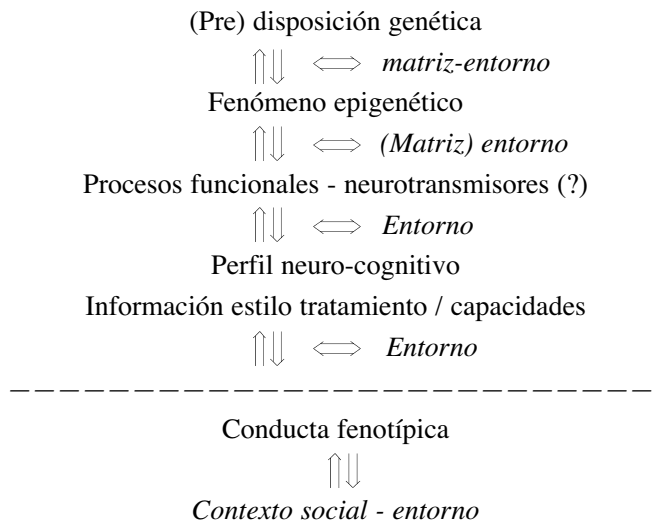 (Pre) disposición genética
⇑⇓ ⇔ matriz-entorno
Fenómeno epigenético
⇑⇓ ⇔ (Matriz) entorno
Procesos funcionales - neurotransmisores (?)
⇑⇓ ⇔ Entorno
Perfil neuro-cognitivo
Información estilo tratamiento / capacidades
⇑⇓ ⇔ Entorno
Conducta fenotípica
⇑⇓
Contexto social - entorno